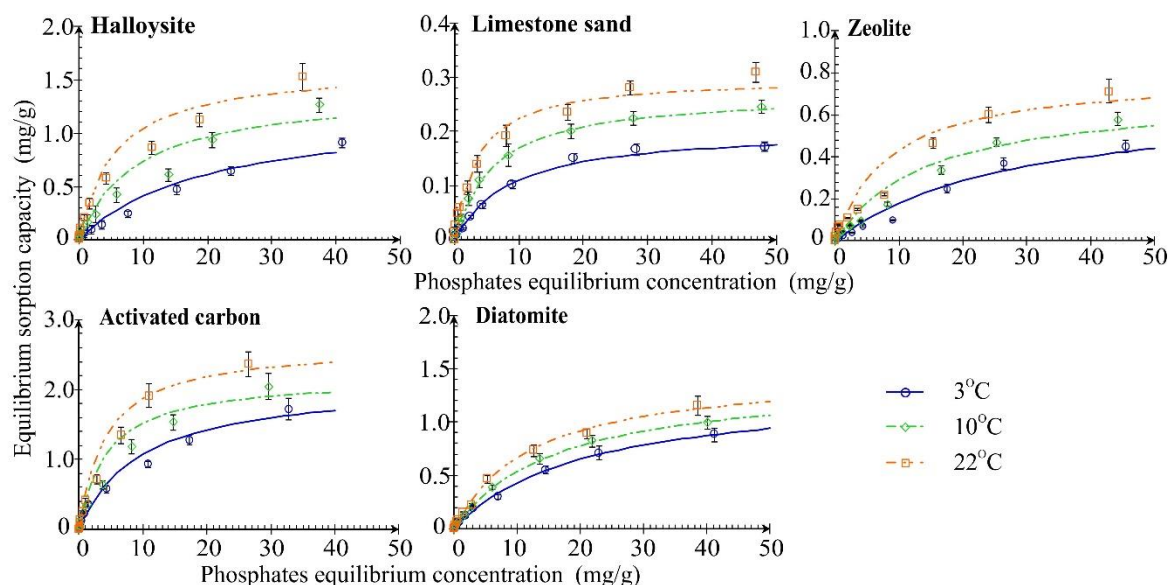 Halloysite
2.0
1.5
1.0
0.5
0
0 10 20 30 40 50
Limestone sand
0.4
0.3
0.2
0.1
0
0 10 20 30 40 50
Zeolite
1.0
0.8
0.6
0.4
0.2
0
0 10 20 30 40 50
Phosphates equilibrium concentration (mg/g)
Equilibrium sorption capacity (mg/g)
Activated carbon
3.0
2.0
1.0
0
0 10 20 30 40 50
Diatomite
2.0
1.5
1.0
0.5
0
0 10 20 30 40 50
Phosphates equilibrium concentration (mg/g)
3°C
10°C
22°C